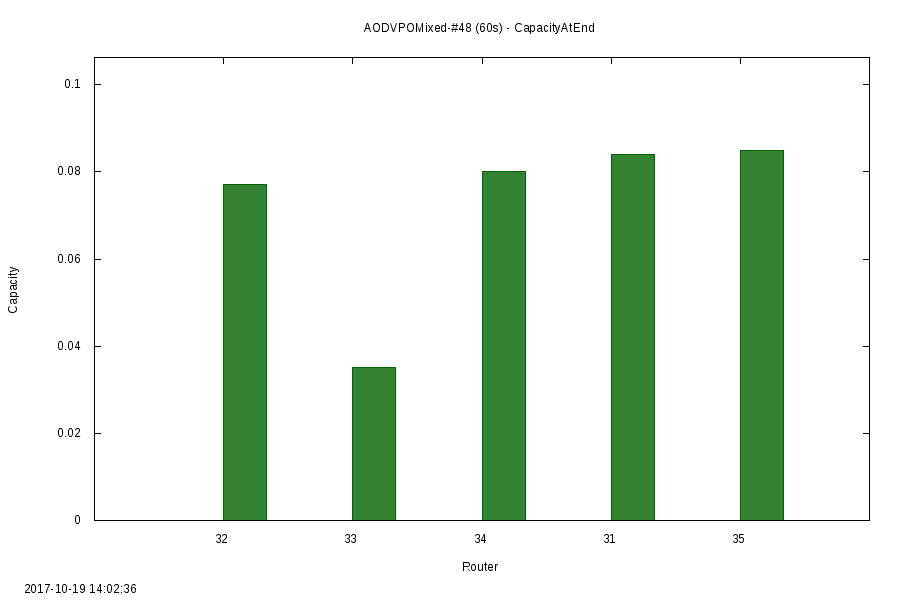 AODVPOMixed-#48 (60s) - CapacityAtEnd
0.1
0.08
0.06
0.04
0.02
0
Capacity
32 33 34 31 35
Router
2017-10-19 14:02:36